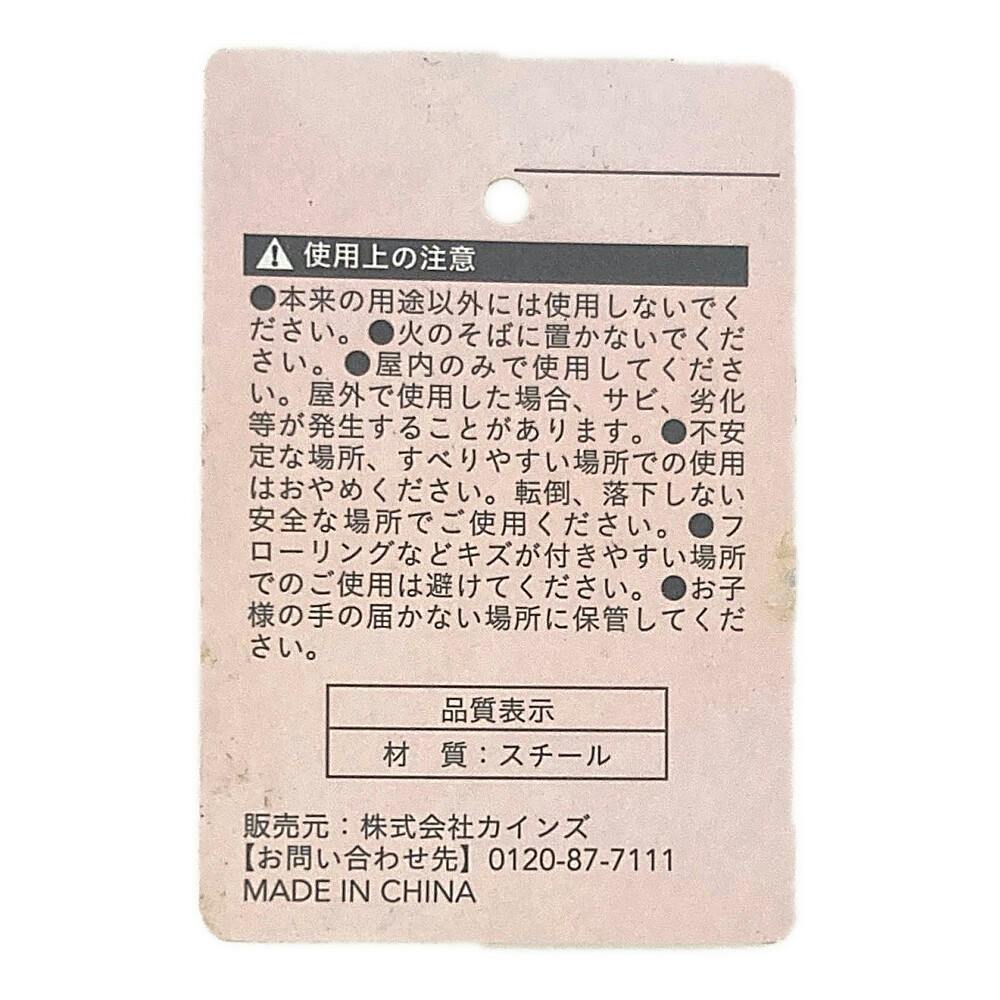 使用上の注意
●本来の用途以外には使用しないでく
ださい。●火のそばに置かないでくだ
さい。●屋内のみで使用してくださ
い。屋外で使用した場合、サビ、劣化
等が発生することがあります。●不安
定な場所、すべりやすい場所での使用
はおやめください。転倒、落下しない
安全な場所でご使用ください。●フ
ローリングなどキズが付きやすい場所
でのご使用は避けてください。●お子
様の手の届かない場所に保管してくだ
さい。
品質表示
材　質：スチール
販売元：株式会社カインズ
【お問い合わせ先】0120-87-7111
MADE IN CHINA